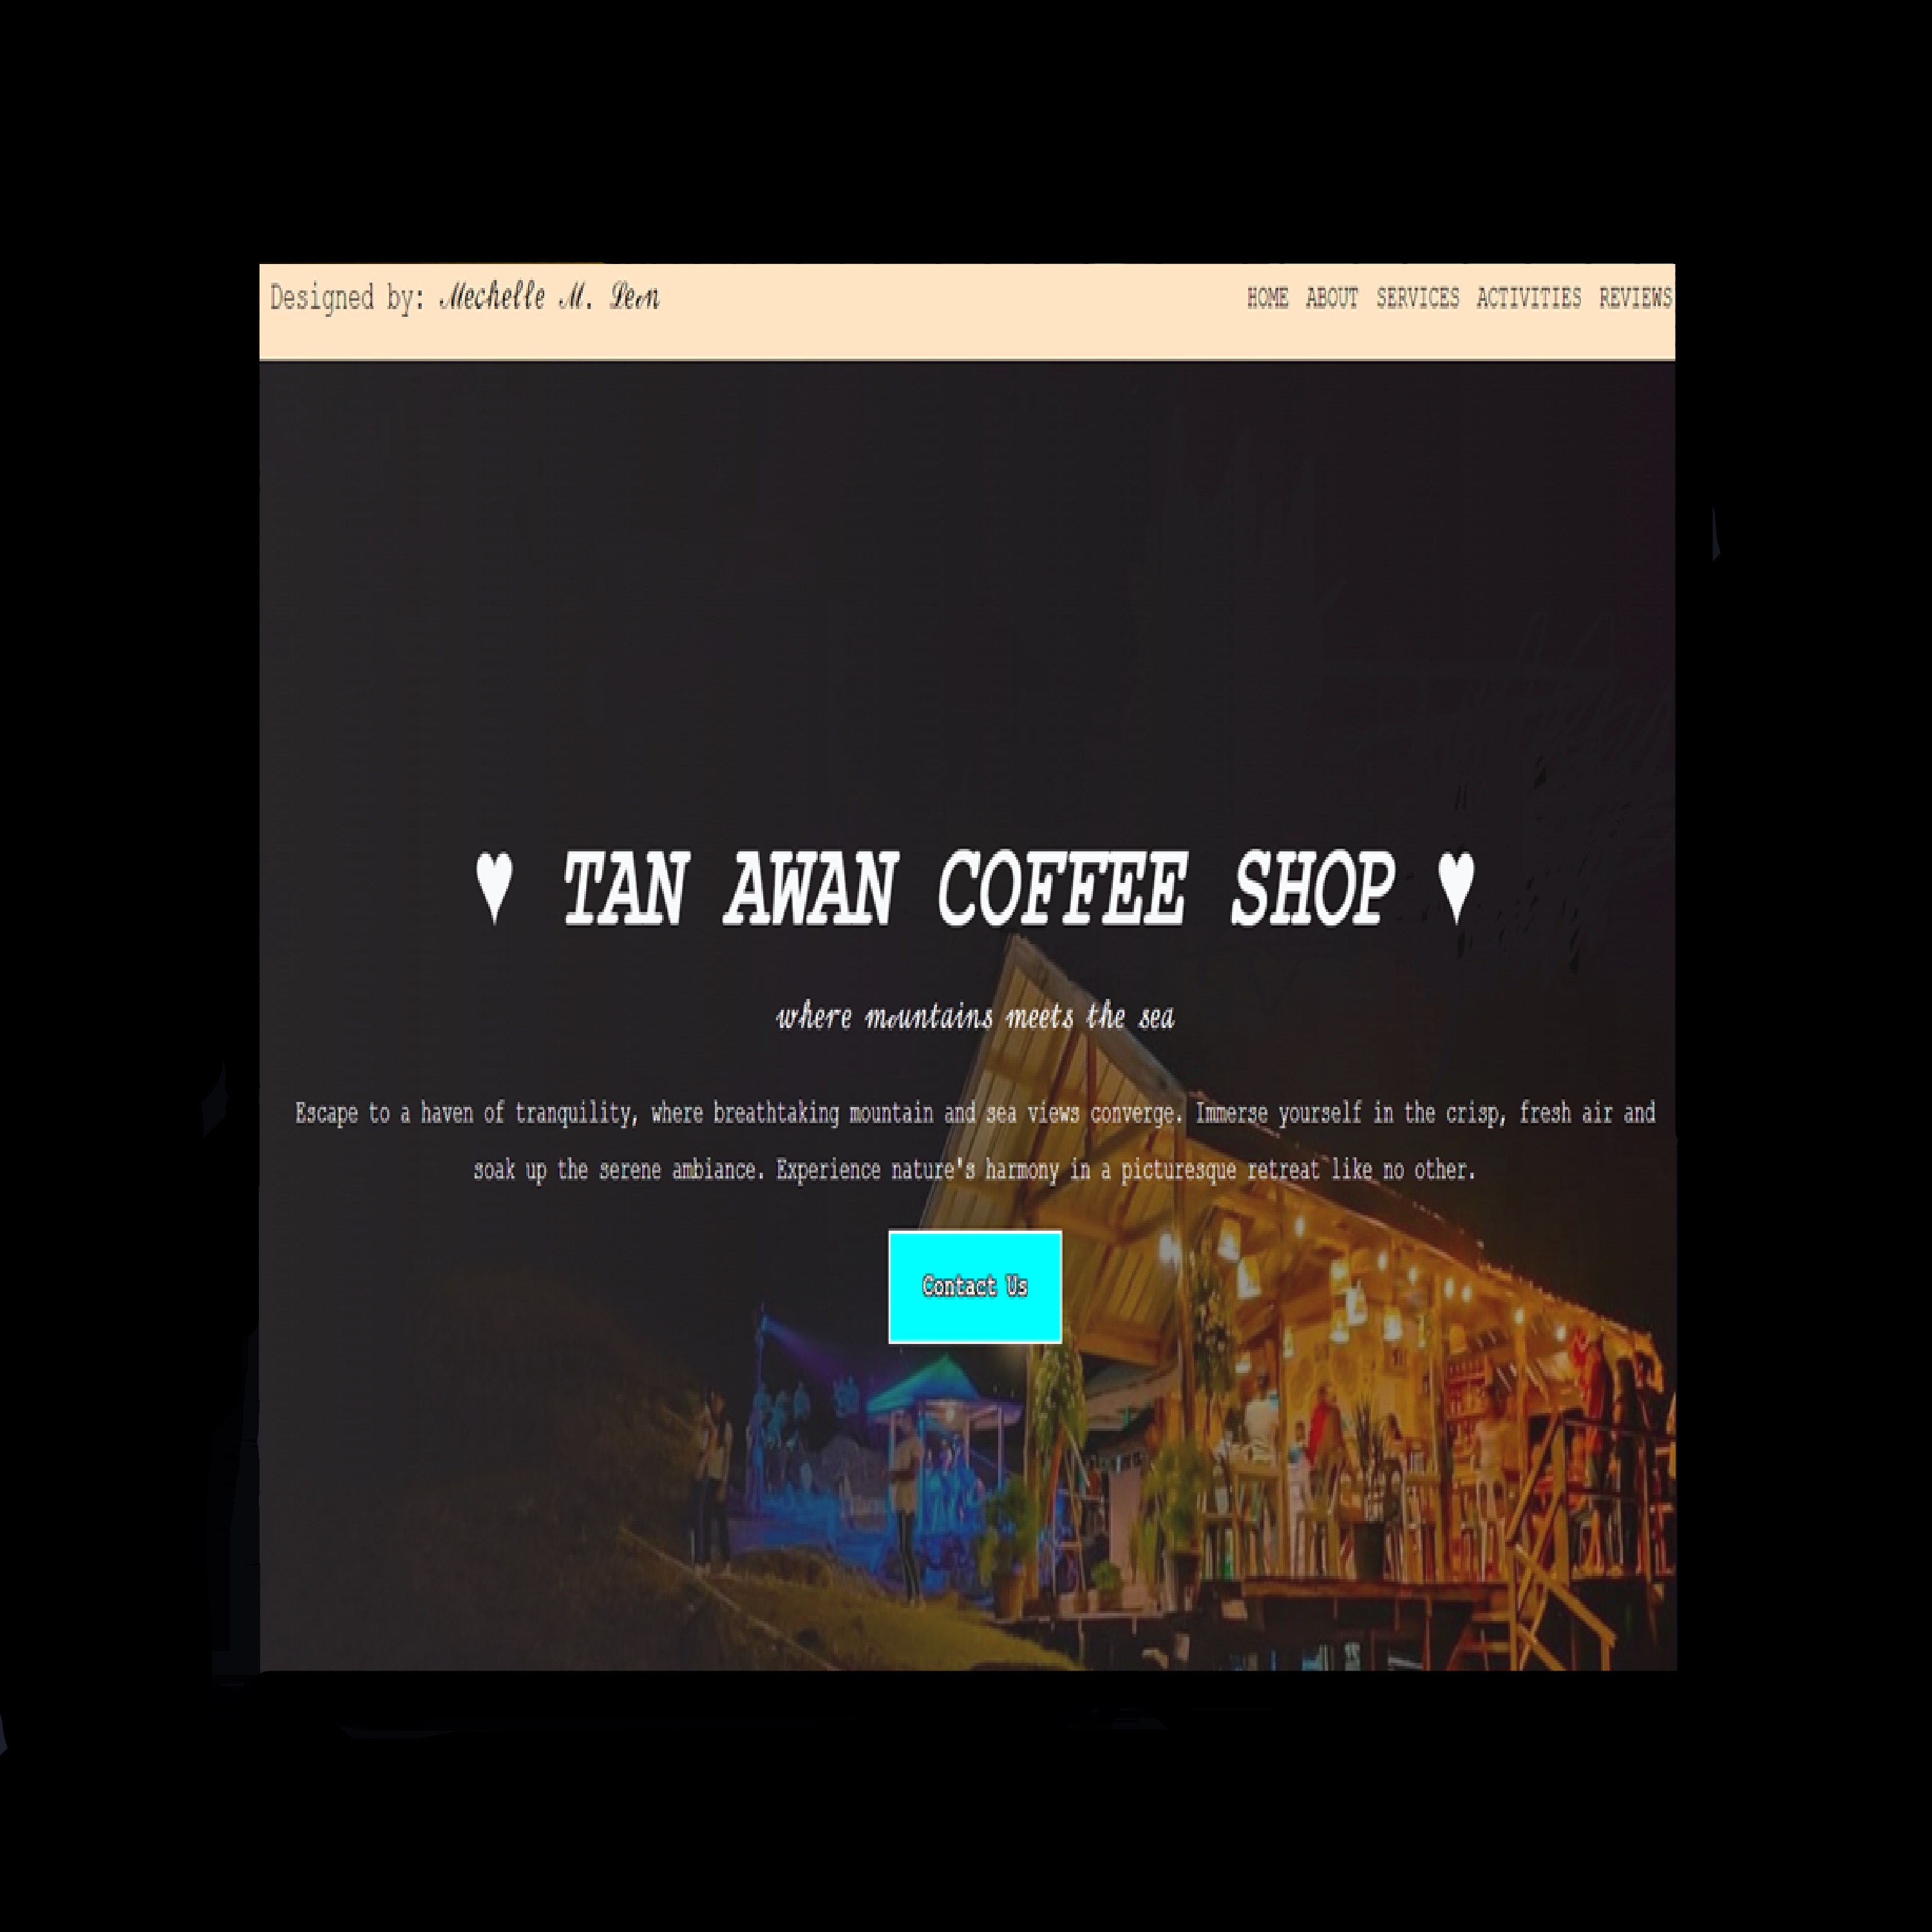 Designed by: Mechelle M. Leon
HOME ABOUT SERVICES ACTIVITIES REVIEWS
♥ TAN AWAN COFFEE SHOP ♥
where mountains meets the sea
Escape to a haven of tranquility, where breathtaking mountain and sea views converge. Immerse yourself in the crisp, fresh air and
soak up the serene ambiance. Experience nature's harmony in a picturesque retreat like no other.
Contact Us